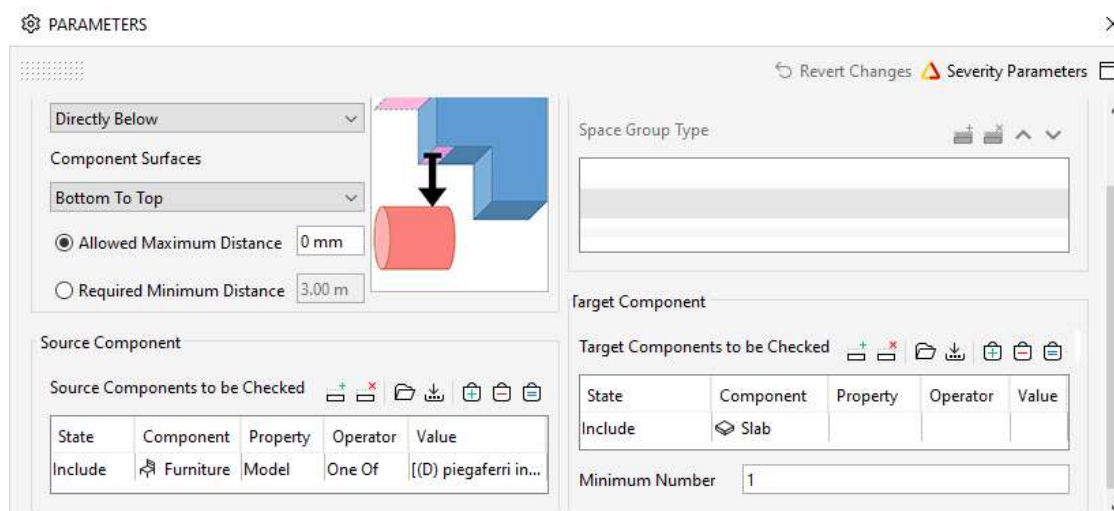 PARAMETERS
Revert Changes Severity Parameters
Directly Below
Component Surfaces
Bottom To Top
Allowed Maximum Distance 0 mm
Required Minimum Distance 3.00 m
Space Group Type
Source Component
Source Components to be Checked
State Component Property Operator Value
Include Furniture Model One Of [(D) piegaferri in...
Target Component
Target Components to be Checked
State Component Property Operator Value
Include Slab
Minimum Number 1